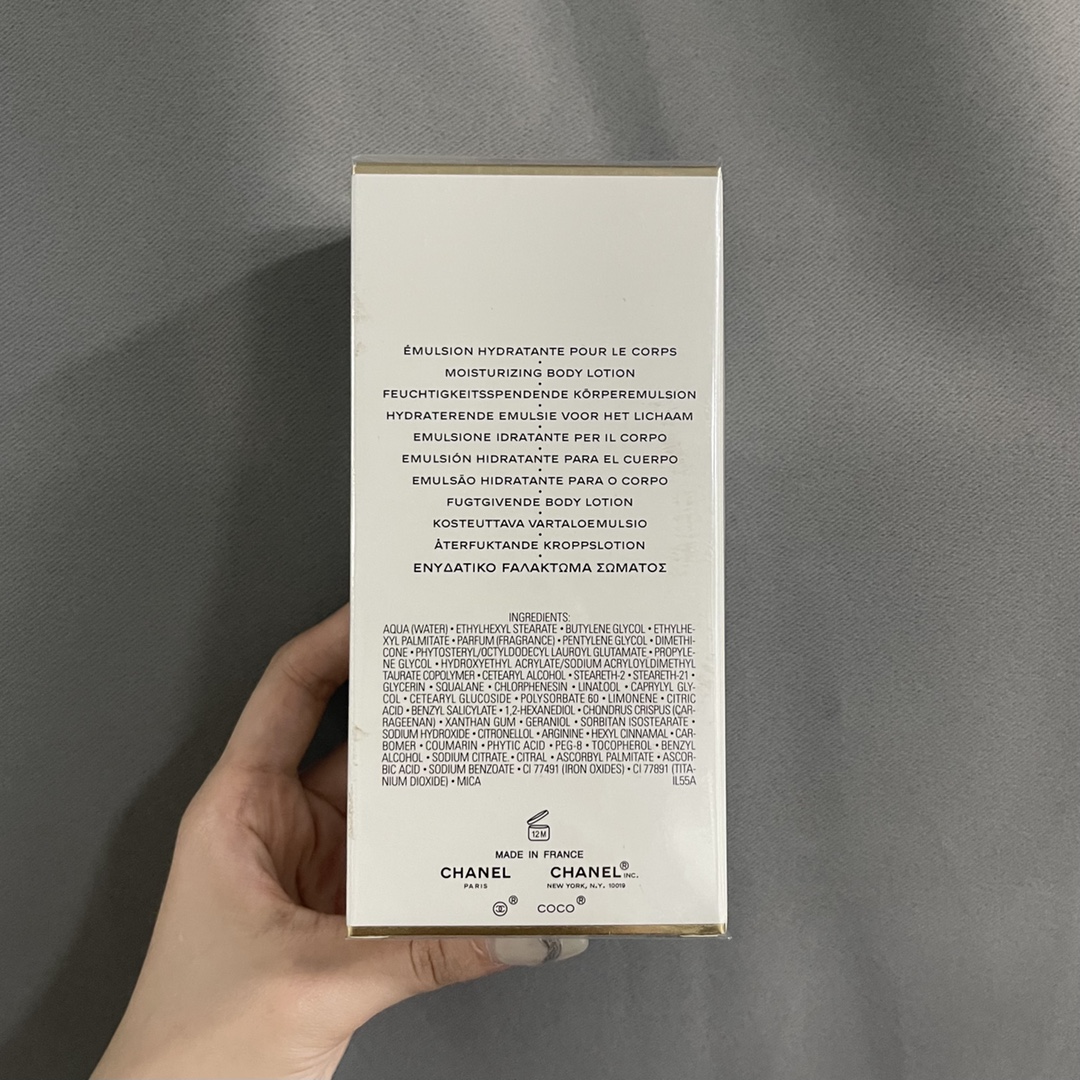 ÉMULSION HYDRATANTE POUR LE CORPS
MOISTURIZING BODY LOTION
FEUCHTIGKEITSSPENDENDE KÖRPEREMULSION
HYDRATERENDE EMULSIE VOOR HET LICHAAM
EMULSIONE IDRATANTE PER IL CORPO
EMULSIÓN HIDRATANTE PARA EL CUERPO
EMULSÃO HIDRATANTE PARA O CORPO
FUGTGIVENDE BODY LOTION
KOSTEUTTAVA VARTALOEMULSIO
ÅTERFUKTANDE KROPPSLOTION
ΕΝΥΔΑΤΙΚΟ ΓΑΛΑΚΤΩΜΑ ΣΩΜΑΤΟΣ
INGREDIENTS:
AQUA (WATER) • ETHYLHEXYL STEARATE • BUTYLENE GLYCOL • ETHYLHE-
XYL PALMITATE • PARFUM (FRAGRANCE) • PENTYLENE GLYCOL • DIMETHI-
CONE • PHYTOSTERYL/OCTYLDODECYL LAUROYL GLUTAMATE • PROPYLE-
NE GLYCOL • HYDROXYETHYL ACRYLATE/SODIUM ACRYLOYLDIMETHYL
TAURATE COPOLYMER • CETEARYL ALCOHOL • STEARETH-2 • STEARETH-21 •
GLYCERIN • SQUALANE • CHLORPHENESIN • LINALOOL • CAPRYLYL GLY-
COL • CETEARYL GLUCOSIDE • POLYSORBATE 60 • LIMONENE • CITRIC
ACID • BENZYL SALICYLATE • 1,2-HEXANEDIOL • CHONDRUS CRISPUS (CAR-
RAGEENAN) • XANTHAN GUM • GERANIOL • SORBITAN ISOSTEARATE •
SODIUM HYDROXIDE • CITRONELLOL • ARGININE • HEXYL CINNAMAL • CAR-
BOMER • COUMARIN • PHYTIC ACID • PEG-8 • TOCOPHEROL • BENZYL
ALCOHOL • SODIUM CITRATE • CITRAL • ASCORBYL PALMITATE • ASCOR-
BIC ACID • SODIUM BENZOATE • CI 77491 (IRON OXIDES) • CI 77891 (TITA-
NIUM DIOXIDE) • MICA IL55A
12 M
MADE IN FRANCE
CHANEL CHANEL® INC.
PARIS NEW YORK, N.Y. 10019
® COCO®